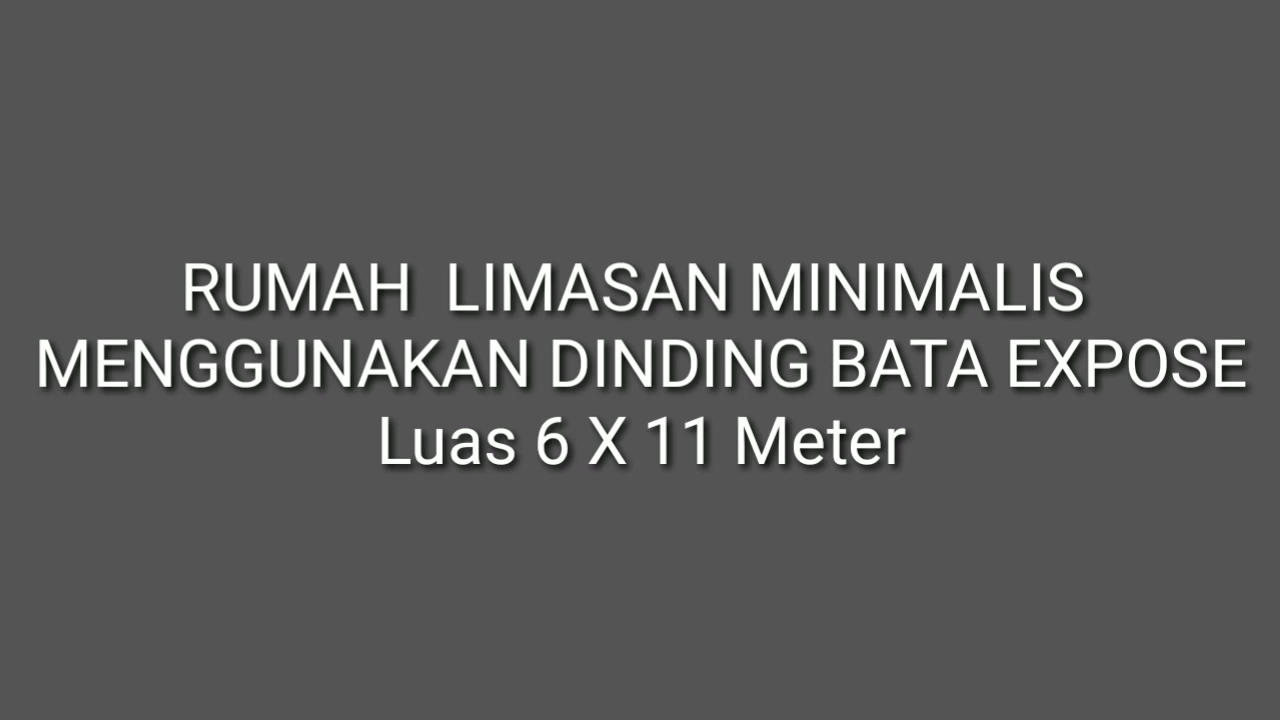 RUMAH  LIMASAN MINIMALIS
MENGGUNAKAN DINDING BATA EXPOSE
Luas 6 X 11 Meter